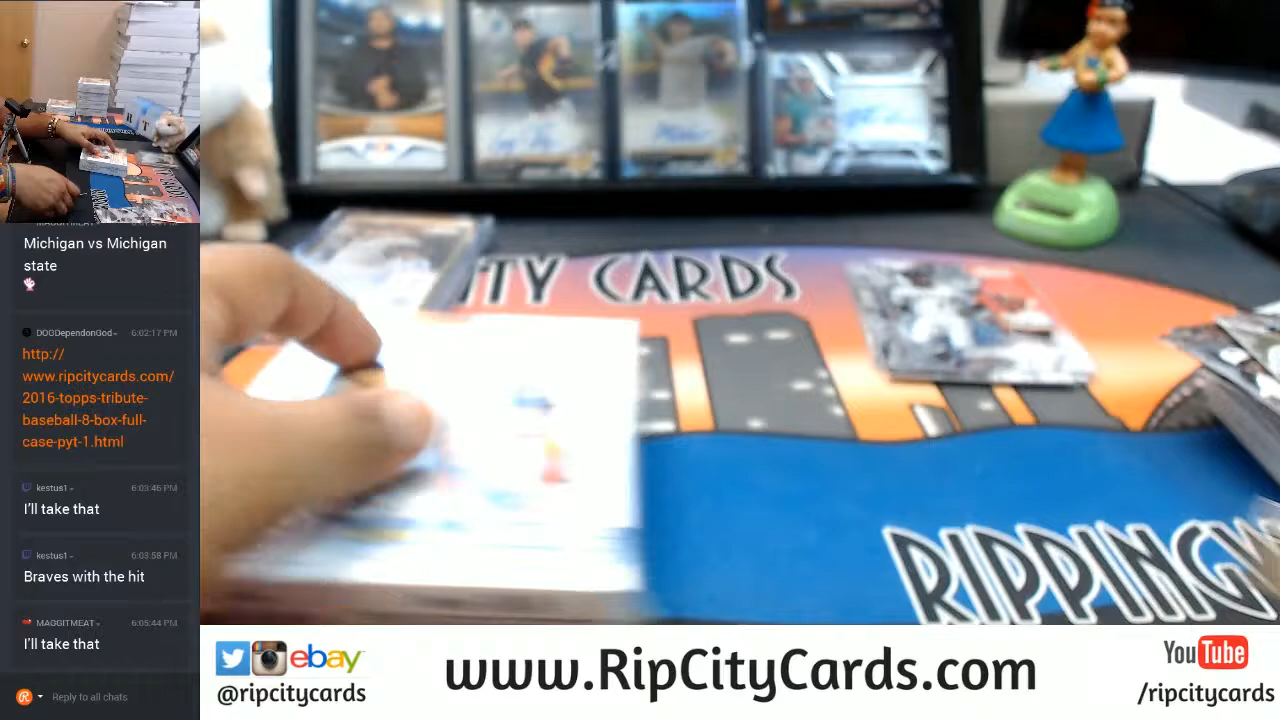 Michigan vs Michigan
state
DOGDependonGod
6:02:17 PM
http://
www.ripcitycards.com/
2016-topps-tribute-
baseball-8-box-full-
case-pyt-1.html
kestus1
6:03:46 PM
I'll take that
kestus1
6:03:58 PM
Braves with the hit
MAGGITMEAT
6:05:44 PM
I'll take that
Reply to all chats
ITY CARDS
RIPPING
ebay
@ripcitycards
www.RipCityCards.com
YouTube
/ripcitycards